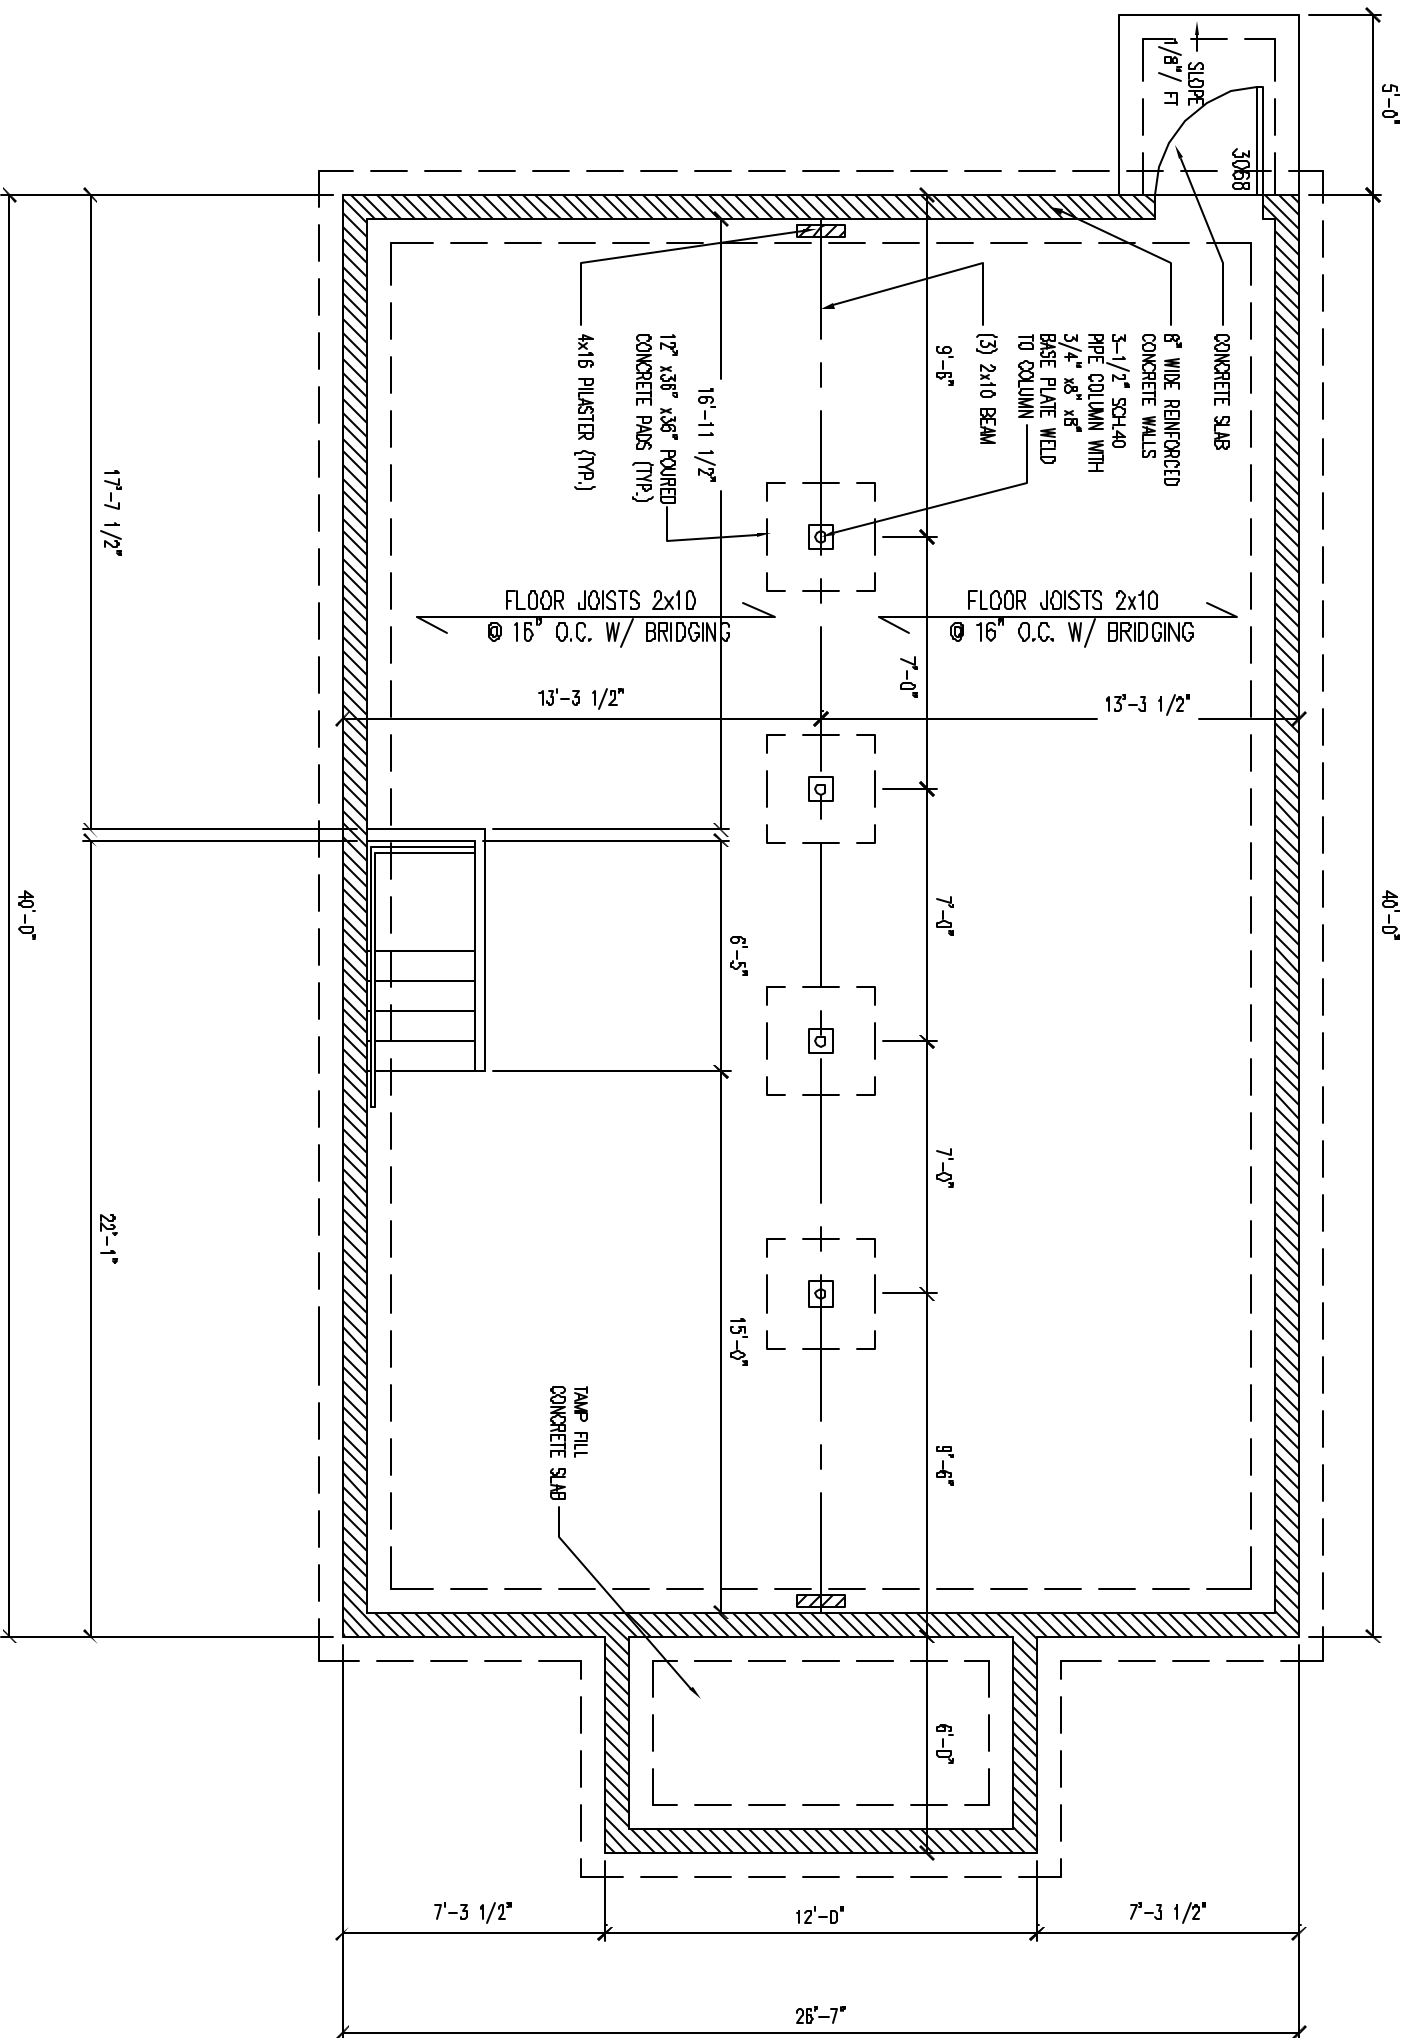 5'-0"
SLOPE
1/8" / FT
3068
40'-0"
CONCRETE SLAB
8" WIDE REINFORCED
CONCRETE WALLS
3-1/2" SCH.40
PIPE COLUMN WITH
3/4" x8" x8"
BASE PLATE WELD
TO COLUMN
(3) 2x10 BEAM
9'-6"
16'-11 1/2"
12" x36" x36" POURED
CONCRETE PADS (TYP.)
4x16 PILASTER (TYP.)
17'-7 1/2"
FLOOR JOISTS 2x10
@ 16" O.C. W/ BRIDGING
FLOOR JOISTS 2x10
@ 16" O.C. W/ BRIDGING
7'-0"
13'-3 1/2"
13'-3 1/2"
7'-0"
6'-5"
40'-0"
7'-0"
22'-1"
15'-0"
9'-6"
TAMP FILL
CONCRETE SLAB
6'-0"
7'-3 1/2"
12'-0"
7'-3 1/2"
26'-7"